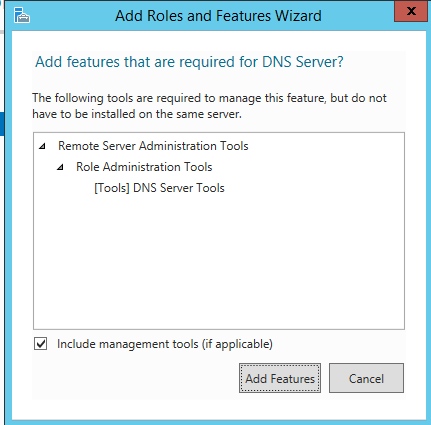 Add Roles and Features Wizard
x
Add features that are required for DNS Server?
The following tools are required to manage this feature, but do not
have to be installed on the same server.
Remote Server Administration Tools
Role Administration Tools
[Tools] DNS Server Tools
Include management tools (if applicable)
Add Features
Cancel